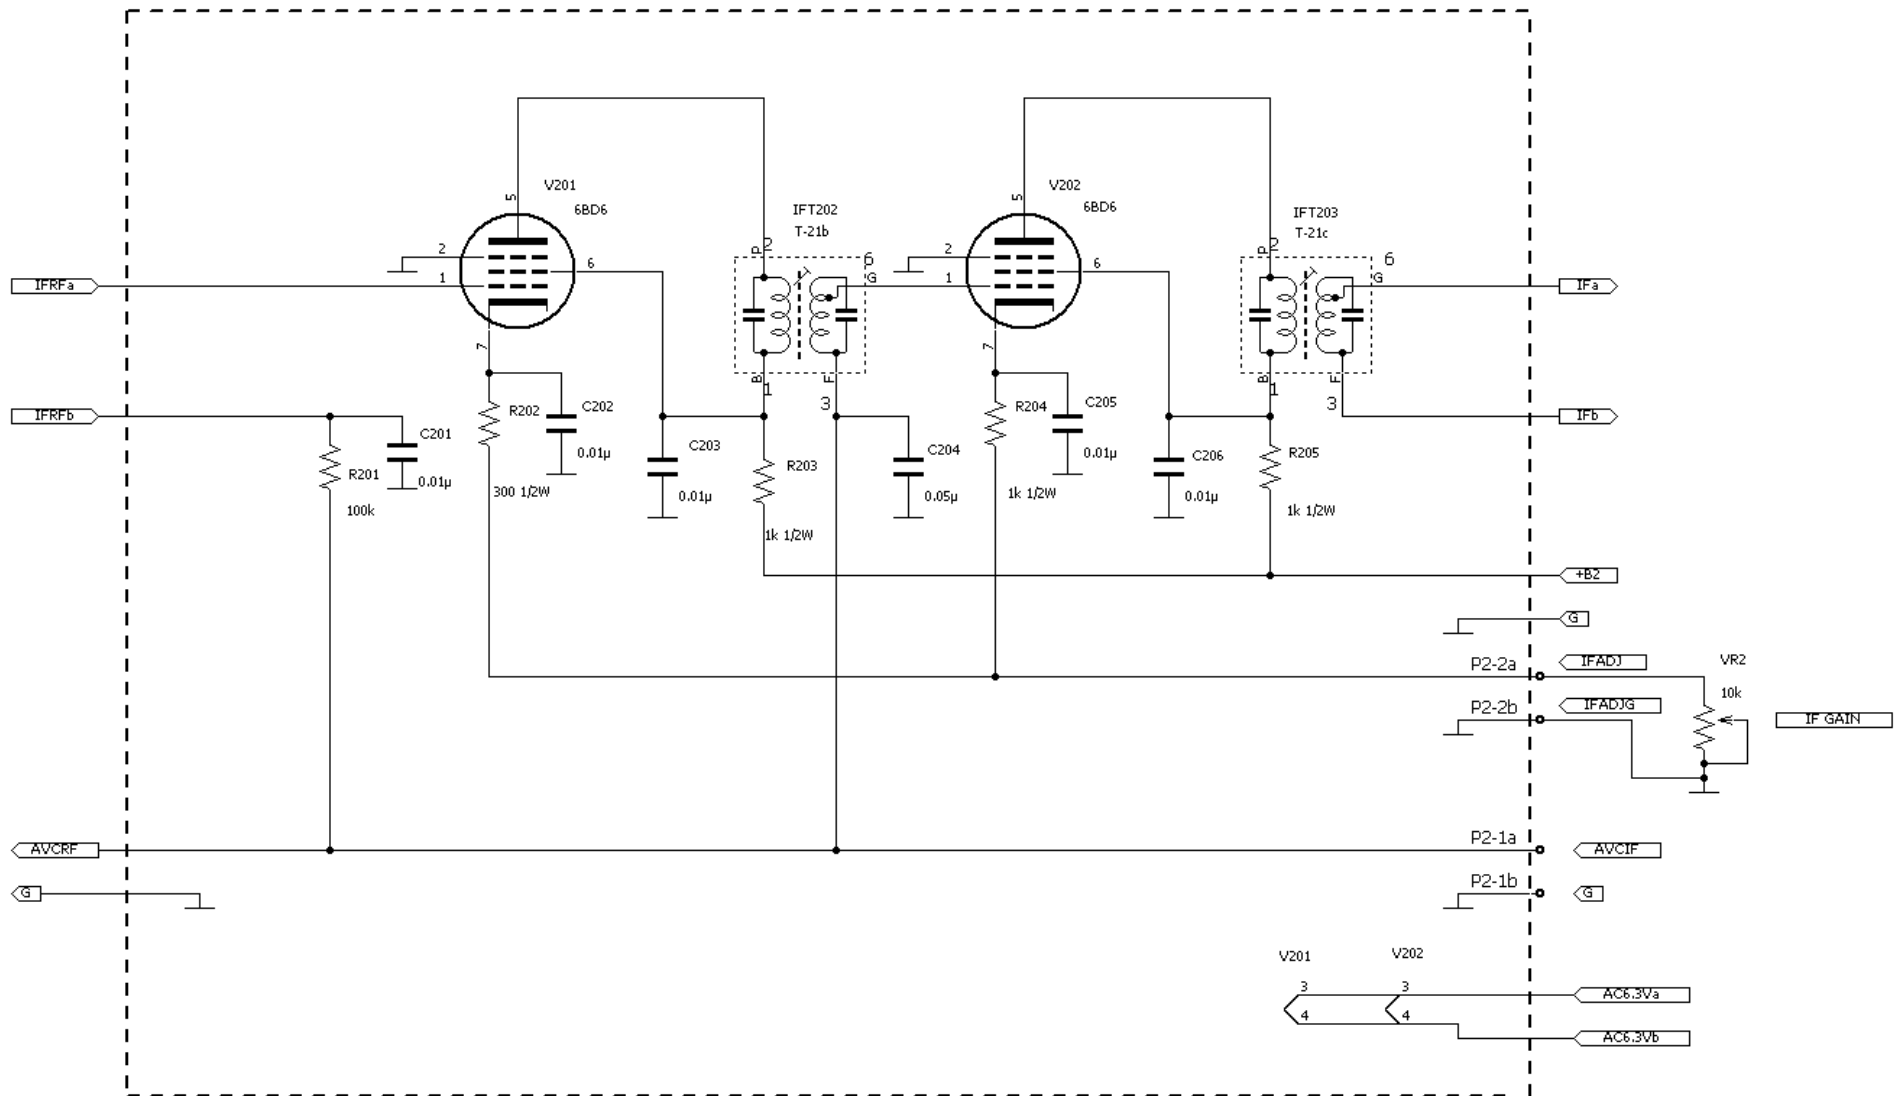 V201
6BD6
5
2
1
6
7
IFT202
T-21b
P
2
6
G
B
1
F
3
V202
6BD6
5
2
1
6
7
IFT203
T-21c
P
2
6
G
B
1
F
3
IFRFa
IFa
IFRFb
IFb
R201
100k
C201
0.01µ
R202
300 1/2W
C202
0.01µ
C203
0.01µ
R203
1k 1/2W
C204
0.05µ
R204
1k 1/2W
C205
0.01µ
C206
0.01µ
R205
1k 1/2W
+B2
G
P2-2a
IFADJ
VR2
10k
P2-2b
IFADJG
IF GAIN
AVCRF
P2-1a
AVCIF
G
P2-1b
G
V201
V202
3
3
AC6.3Va
4
4
AC6.3Vb